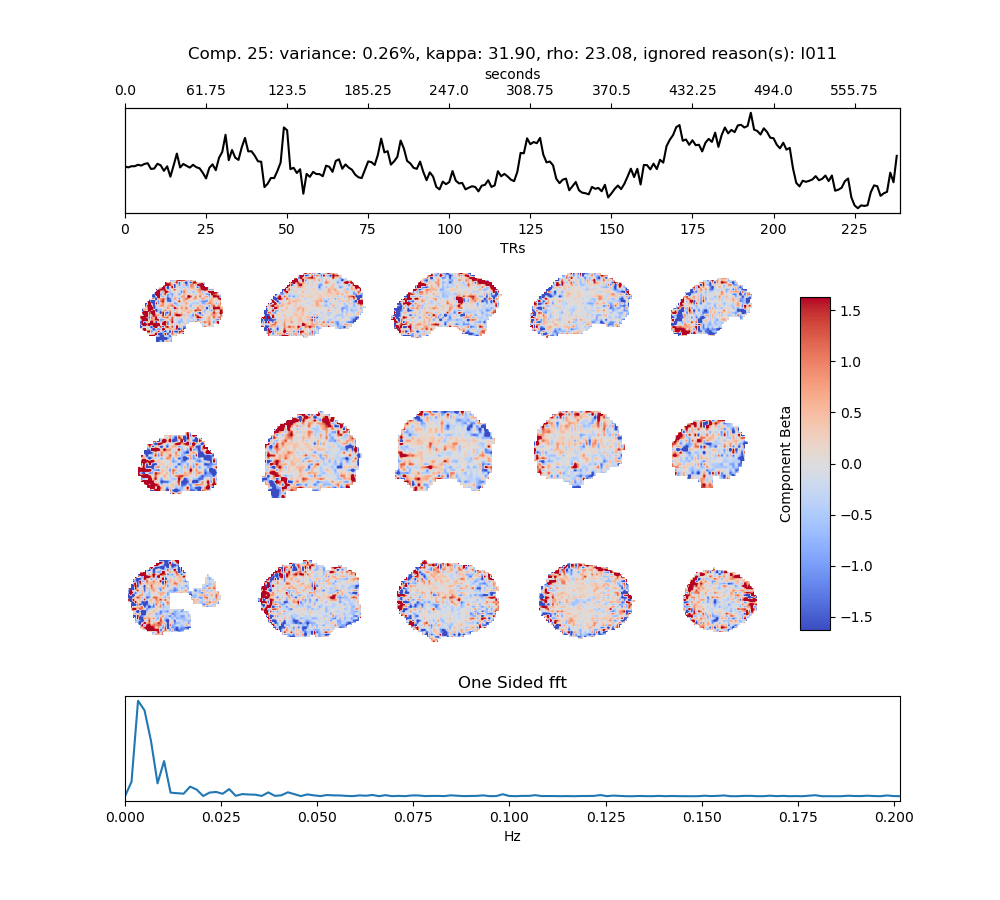 Comp. 25: variance: 0.26%, kappa: 31.90, rho: 23.08, ignored reason(s): I011
seconds
0.0 61.75 123.5 185.25 247.0 308.75 370.5 432.25 494.0 555.75
0 25 50 75 100 125 150 175 200 225
TRs
1.5
1.0
0.5
0.0
−0.5
−1.0
−1.5
Component Beta
One Sided fft
0.000 0.025 0.050 0.075 0.100 0.125 0.150 0.175 0.200
Hz